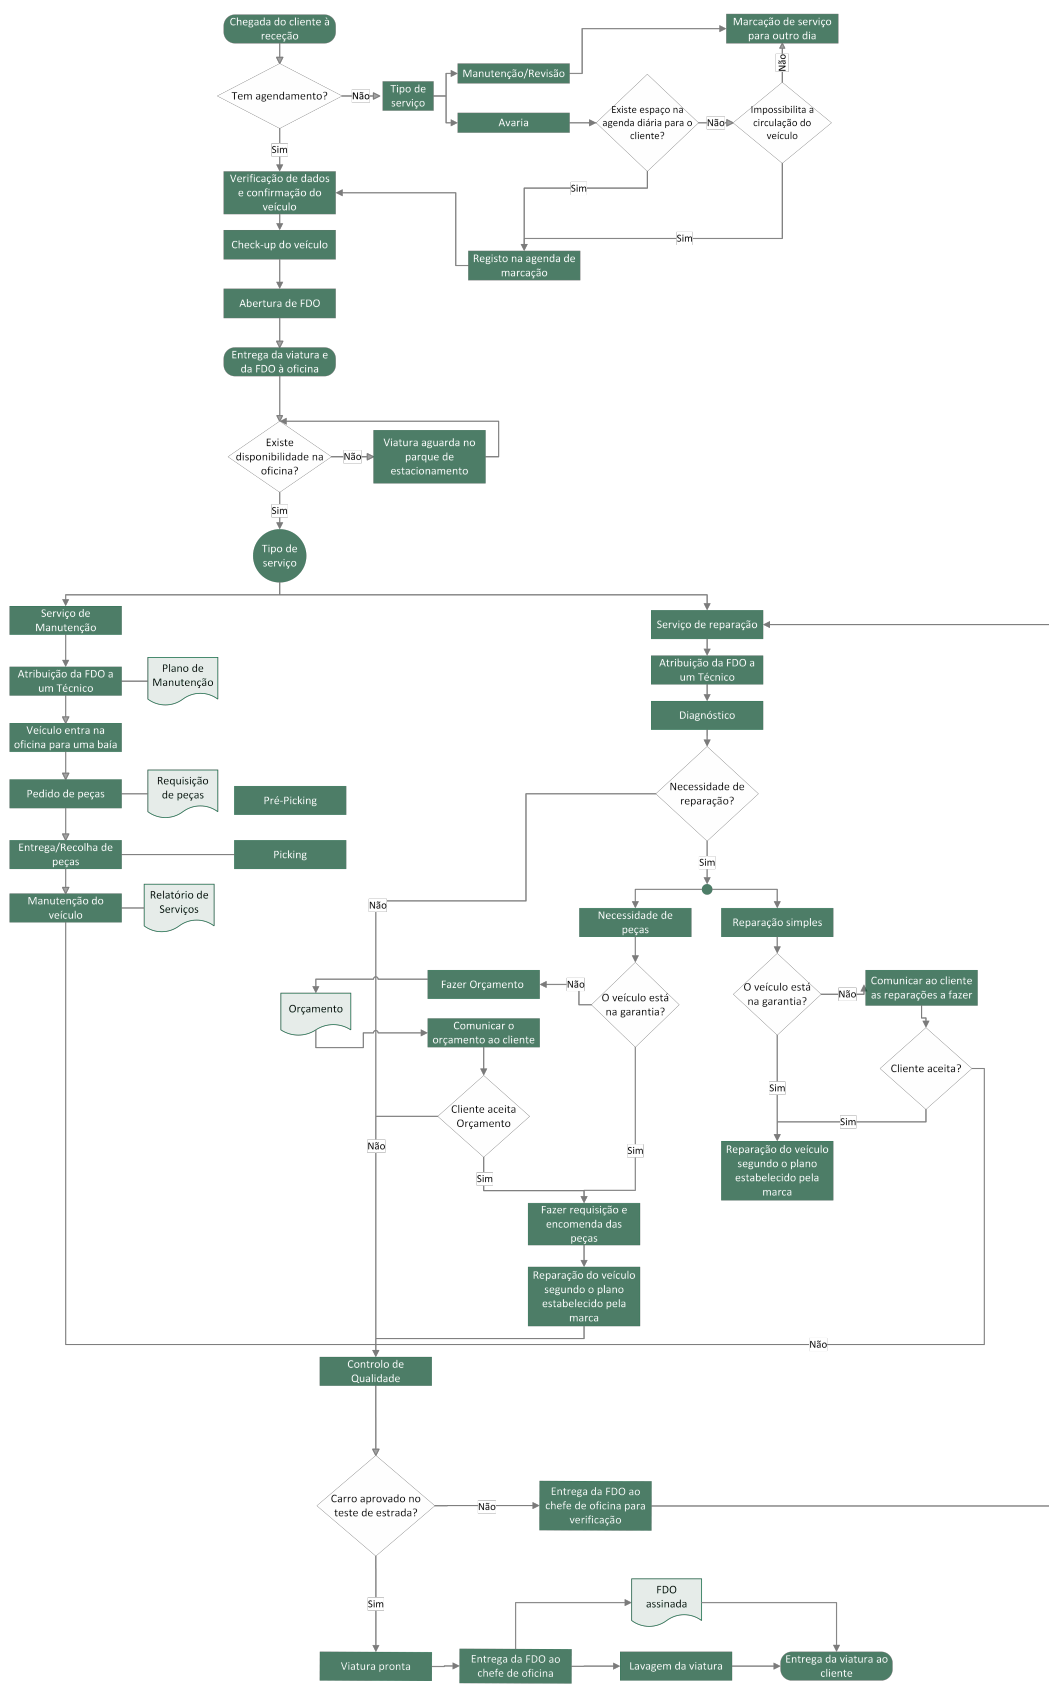 Chegada do cliente à
receção
Marcação de serviço
para outro dia
Não
Tem agendamento?
Não
Tipo de
serviço
Manutenção/Revisão
Avaria
Existe espaço na
agenda diária para o
cliente?
Não
Impossibilita a
circulação do
veículo
Sim
Sim
Sim
Verificação de dados
e confirmação do
veículo
Registo na agenda de
marcação
Check-up do veículo
Abertura de FDO
Entrega da viatura e
da FDO à oficina
Existe
disponibilidade na
oficina?
Não
Viatura aguarda no
parque de
estacionamento
Sim
Tipo de
serviço
Serviço de
Manutenção
Atribuição da FDO a
um Técnico
Plano de
Manutenção
Veículo entra na
oficina para uma baía
Pedido de peças
Requisição
de peças
Pré-Picking
Entrega/Recolha de
peças
Picking
Manutenção do
veiculo
Relatório de
Serviços
Serviço de reparação
Atribuição da FDO a
um Técnico
Diagnóstico
Necessidade de
reparação?
Sim
Não
Necessidade de
peças
Reparação simples
O veículo está
na garantia?
Não
Fazer Orçamento
Orçamento
Comunicar o
orçamento ao cliente
Cliente aceita
Orçamento
Não
Sim
Sim
O veículo está
na garantia?
Não
Comunicar ao cliente
as reparações a fazer
Cliente aceita?
Sim
Sim
Reparação do veículo
segundo o plano
estabelecido pela
marca
Fazer requisição e
encomenda das
peças
Reparação do veículo
segundo o plano
estabelecido pela
marca
Não
Controlo de
Qualidade
Carro aprovado no
teste de estrada?
Não
Entrega da FDO ao
chefe de oficina para
verificação
Sim
FDO
assinada
Viatura pronta
Entrega da FDO ao
chefe de oficina
Lavagem da viatura
Entrega da viatura ao
cliente